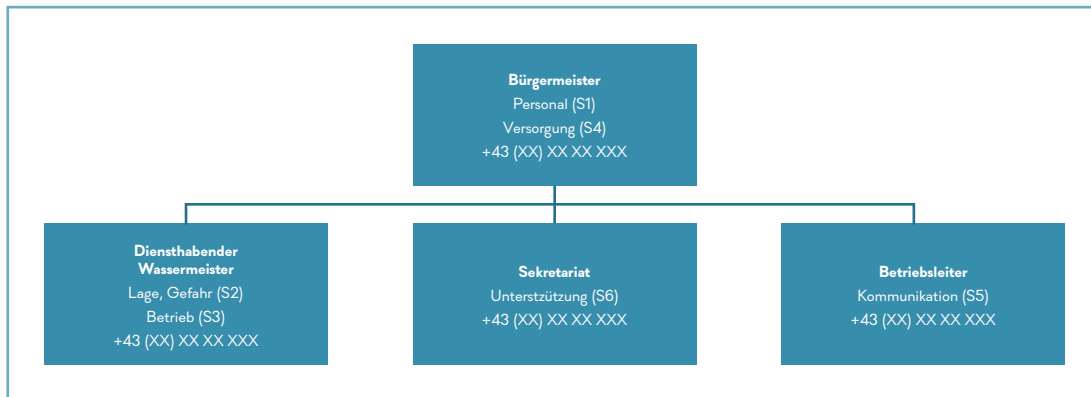 Bürgermeister
Personal (S1)
Versorgung (S4)
+43 (XX) XX XX XXX
Diensthabender
Wassermeister
Lage, Gefahr (S2)
Betrieb (S3)
+43 (XX) XX XX XXX
Sekretariat
Unterstzützung (S6)
+43 (XX) XX XX XXX
Betriebsleiter
Kommunikation (S5)
+43 (XX) XX XX XXX